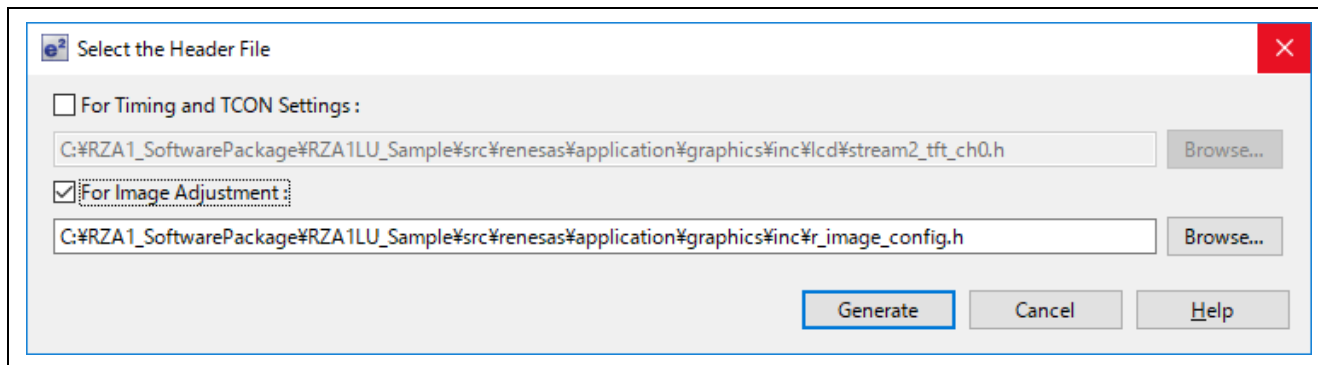 e² Select the Header File
For Timing and TCON Settings :
C:¥RZA1_SoftwarePackage¥RZA1LU_Sample¥src¥renesas¥application¥graphics¥inc¥lcd¥stream2_tft_ch0.h Browse...
For Image Adjustment :
C:¥RZA1_SoftwarePackage¥RZA1LU_Sample¥src¥renesas¥application¥graphics¥inc¥r_image_config.h Browse...
Generate Cancel Help